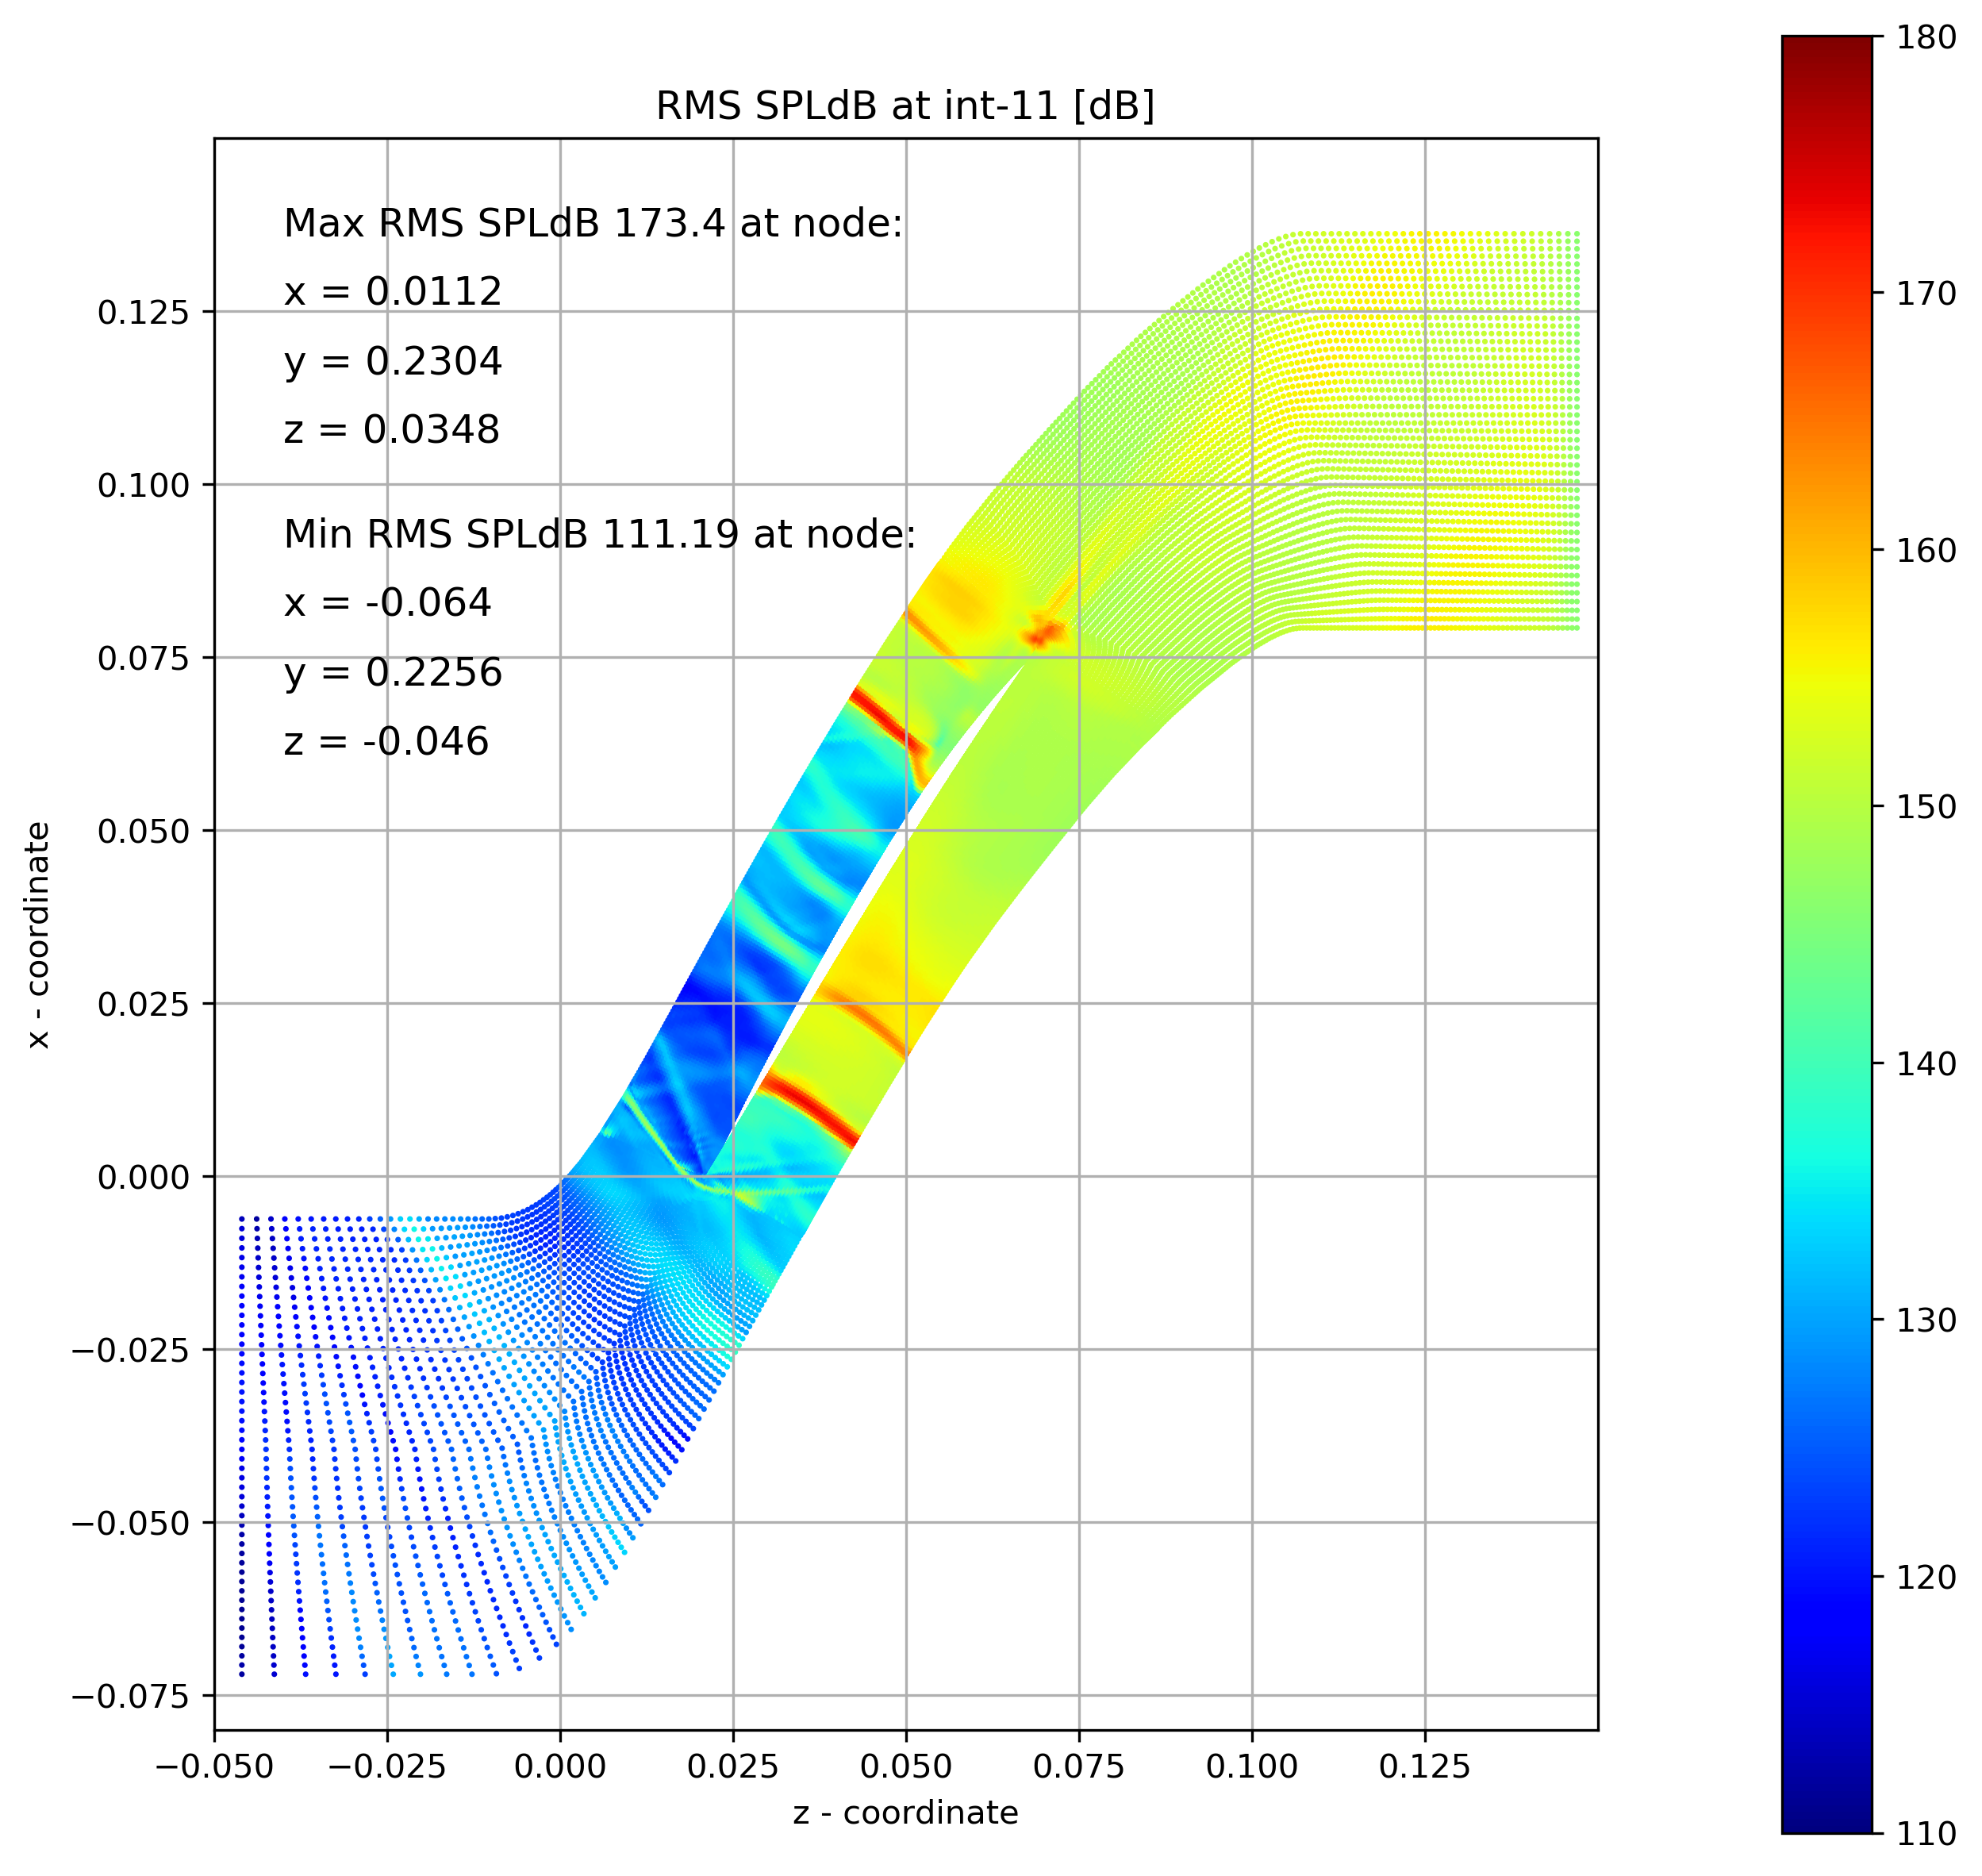 RMS SPLdB at int-11 [dB]
Max RMS SPLdB 173.4 at node:
x = 0.0112
y = 0.2304
z = 0.0348
Min RMS SPLdB 111.19 at node:
x = -0.064
y = 0.2256
z = -0.046
x - coordinate
0.125
0.100
0.075
0.050
0.025
0.000
−0.025
−0.050
−0.075
−0.050
−0.025
0.000
0.025
0.050
0.075
0.100
0.125
z - coordinate
180
170
160
150
140
130
120
110